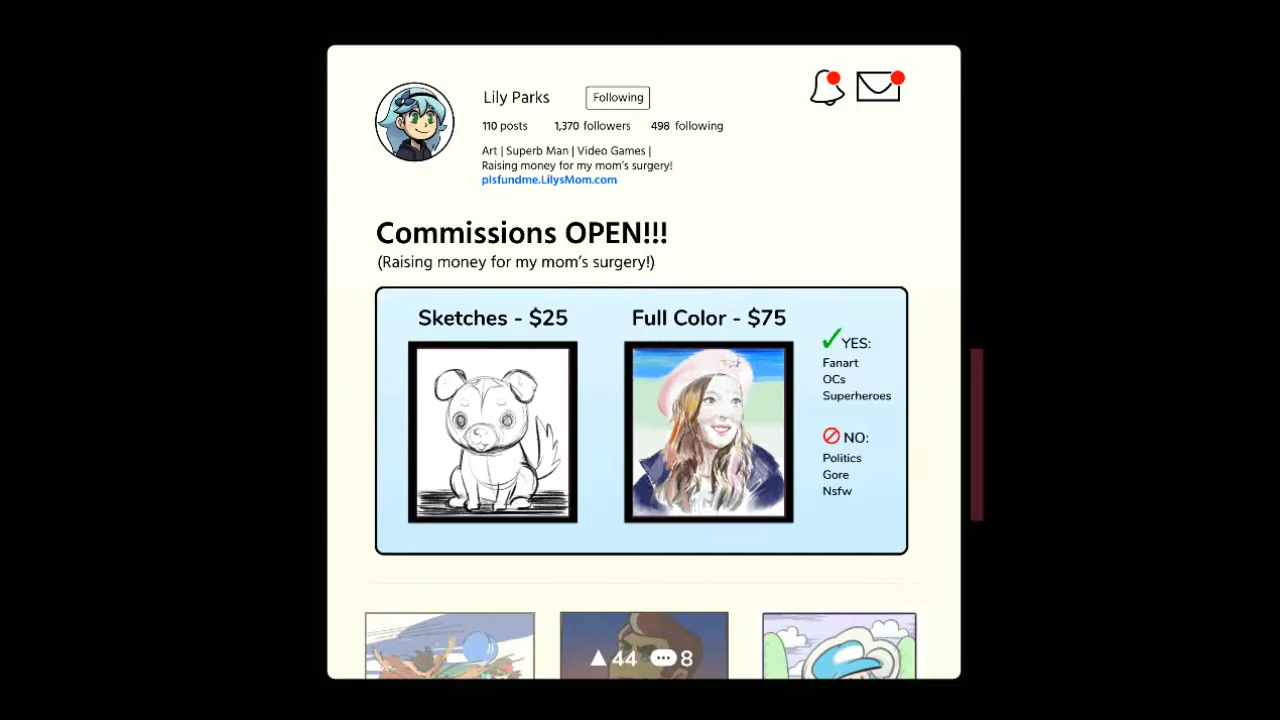 Lily Parks
Following
110 posts
1,370 followers
498 following
Art | Superb Man | Video Games |
Raising money for my mom's surgery!
plsfundme.LilysMom.com
Commissions OPEN!!!
(Raising money for my mom's surgery!)
Sketches - $25
Full Color - $75
YES:
Fanart
OCs
Superheroes
NO:
Politics
Gore
Nsfw
44
8